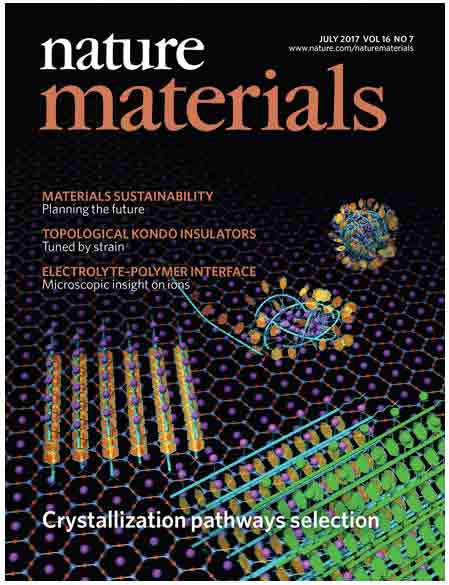 JULY 2017 VOL 16 NO 7
www.nature.com/naturematerials
nature
materials
MATERIALS SUSTAINABILITY
Planning the future
TOPOLOGICAL KONDO INSULATORS
Tuned by strain
ELECTROLYTE–POLYMER INTERFACE
Microscopic insight on ions
Crystallization pathways selection